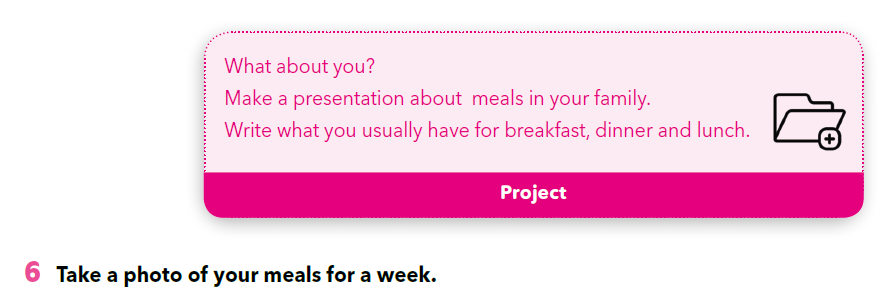 What about you?
Make a presentation about  meals in your family.
Write what you usually have for breakfast, dinner and lunch.
Project
6 Take a photo of your meals for a week.